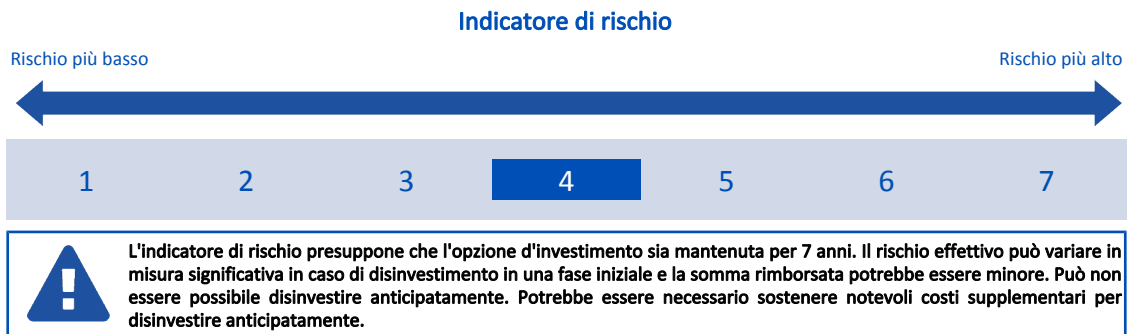 Indicatore di rischio
Rischio più basso Rischio più alto
1 2 3 4 5 6 7
L'indicatore di rischio presuppone che l'opzione d'investimento sia mantenuta per 7 anni. Il rischio effettivo può variare in
misura significativa in caso di disinvestimento in una fase iniziale e la somma rimborsata potrebbe essere minore. Può non
essere possibile disinvestire anticipatamente. Potrebbe essere necessario sostenere notevoli costi supplementari per
disinvestire anticipatamente.